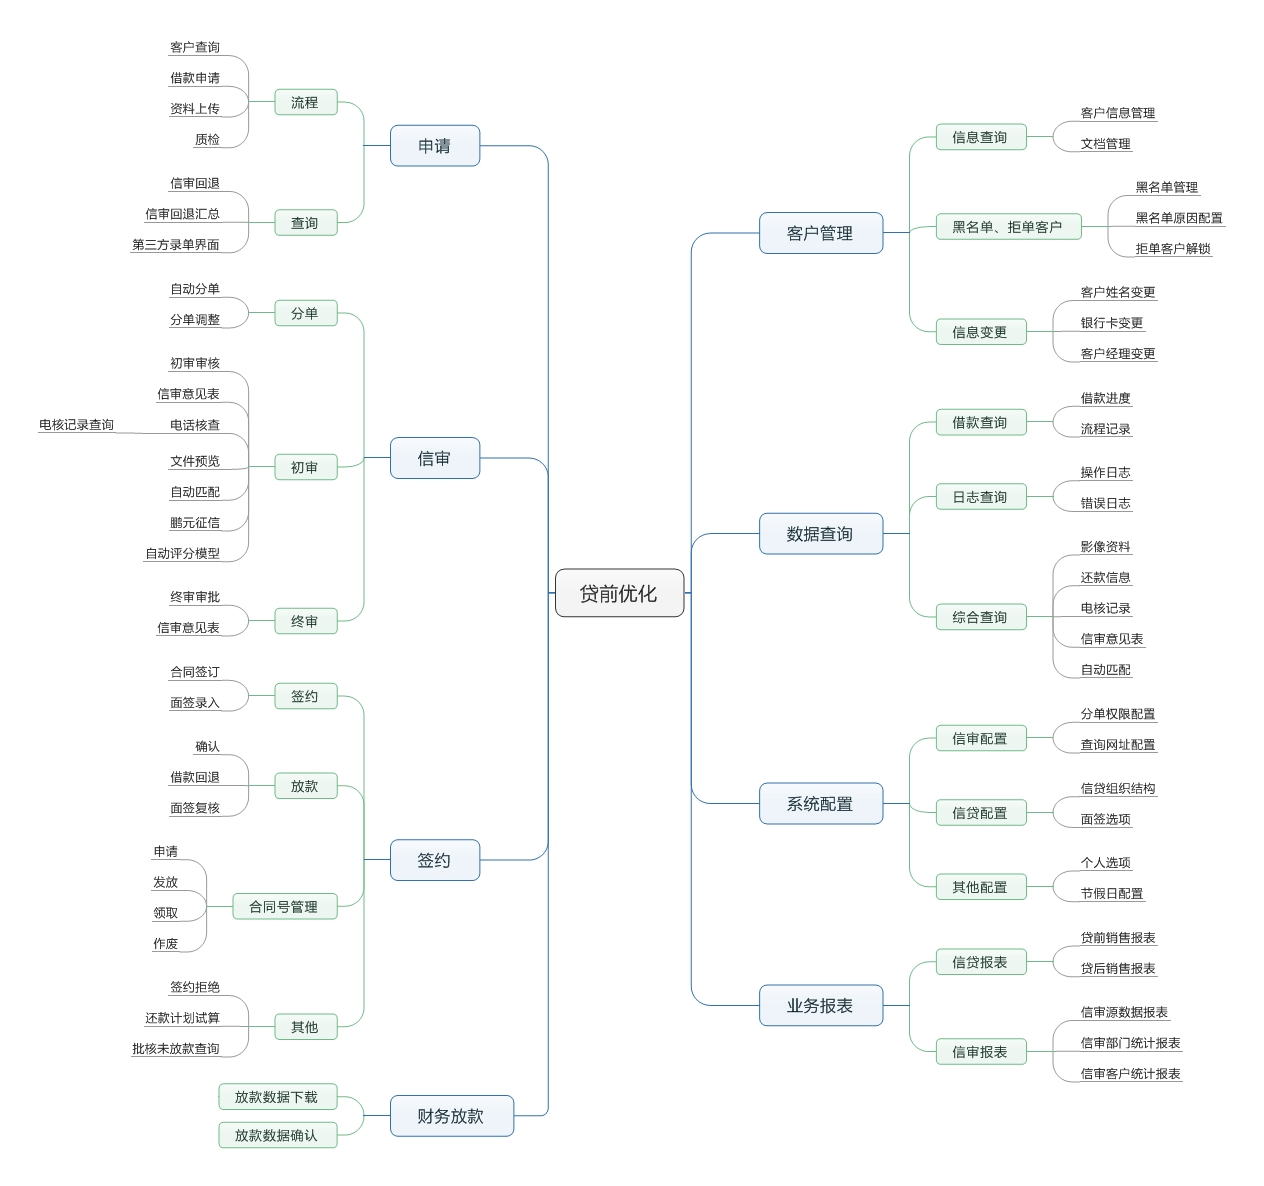 贷前优化
申请
流程
客户查询
借款申请
资料上传
质检
查询
信审回退
信审回退汇总
第三方录单界面
信审
分单
自动分单
分单调整
初审
初审审核
信审意见表
电话核查
电核记录查询
文件预览
自动匹配
鹏元征信
自动评分模型
终审
终审审批
信审意见表
签约
签约
合同签订
面签录入
放款
确认
借款回退
面签复核
合同号管理
申请
发放
领取
作废
其他
签约拒绝
还款计划试算
批核未放款查询
财务放款
放款数据下载
放款数据确认
客户管理
信息查询
客户信息管理
文档管理
黑名单、拒单客户
黑名单管理
黑名单原因配置
拒单客户解锁
信息变更
客户姓名变更
银行卡变更
客户经理变更
数据查询
借款查询
借款进度
流程记录
日志查询
操作日志
错误日志
综合查询
影像资料
还款信息
电核记录
信审意见表
自动匹配
系统配置
信审配置
分单权限配置
查询网址配置
信贷配置
信贷组织结构
面签选项
其他配置
个人选项
节假日配置
业务报表
信贷报表
贷前销售报表
贷后销售报表
信审报表
信审源数据报表
信审部门统计报表
信审客户统计报表